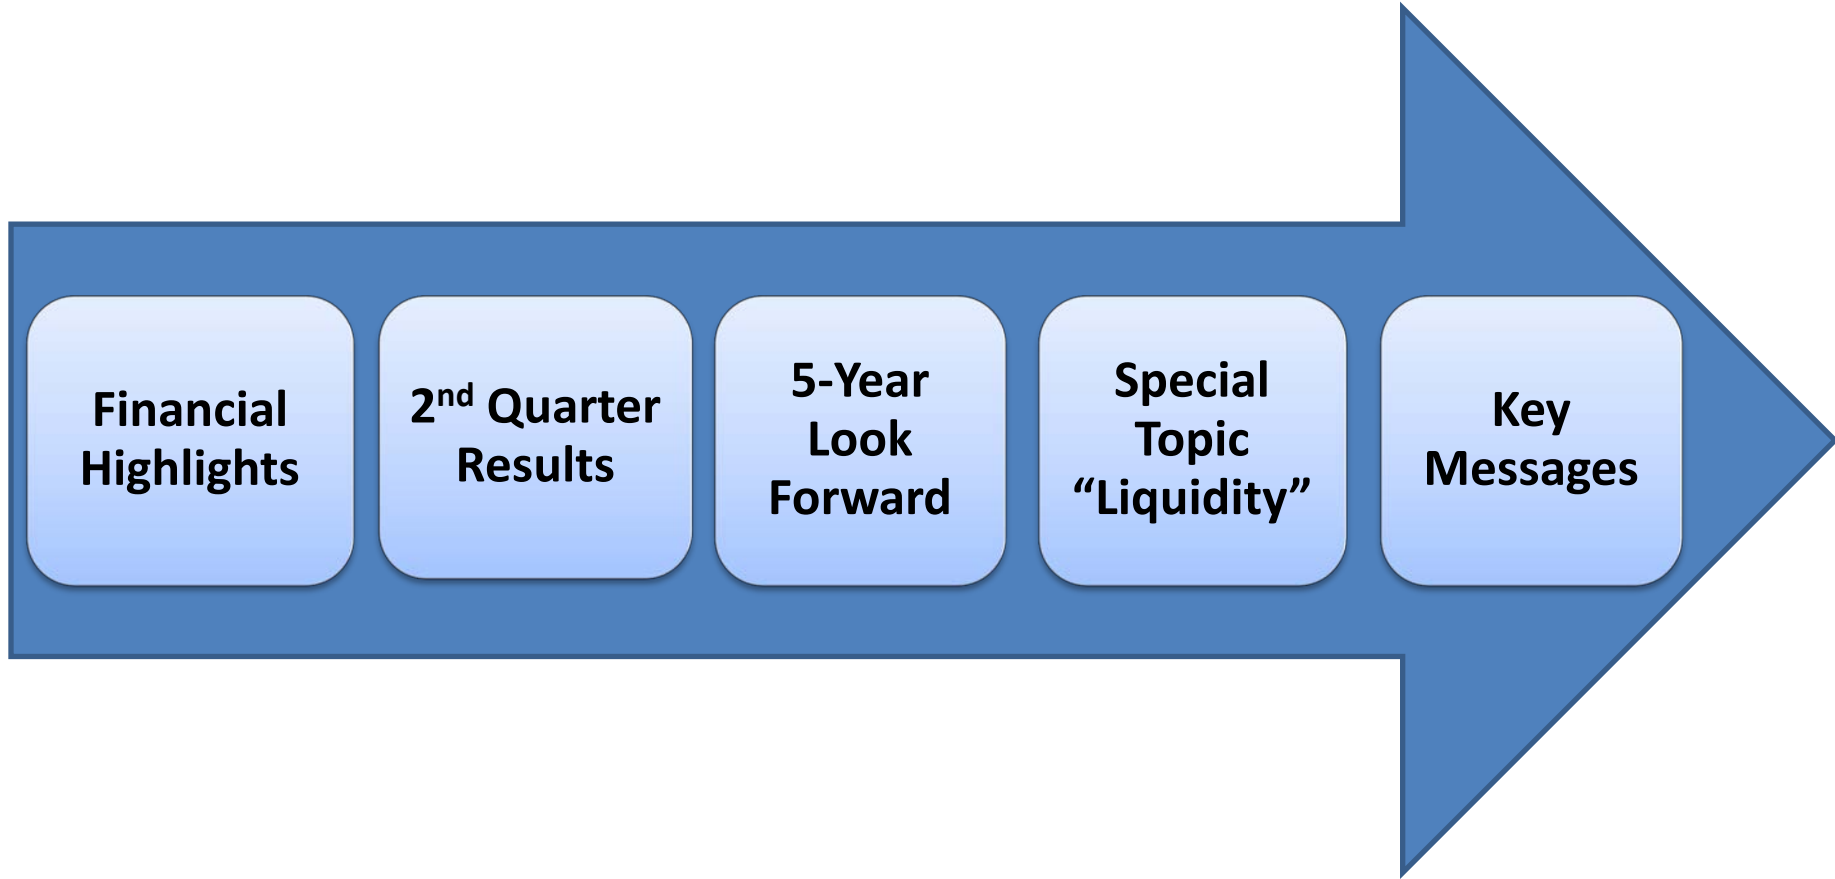 Financial
Highlights
2nd Quarter
Results
5-Year
Look
Forward
Special
Topic
“Liquidity”
Key
Messages